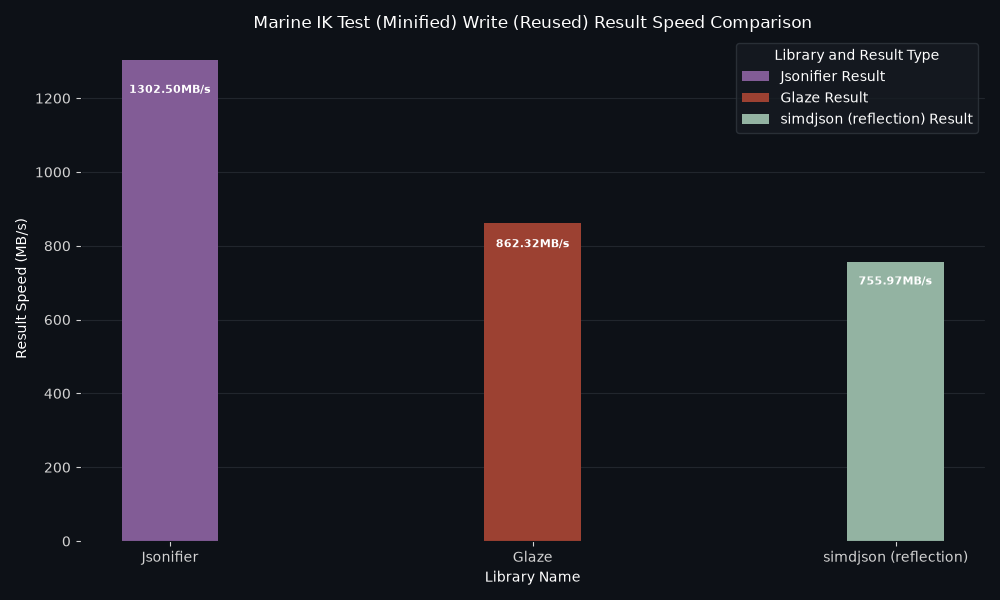 Marine IK Test (Minified) Write (Reused) Result Speed Comparison
Library and Result Type
Jsonifier Result
Glaze Result
simdjson (reflection) Result
1302.50MB/s
862.32MB/s
755.97MB/s
Result Speed (MB/s)
1200
1000
800
600
400
200
0
Jsonifier
Glaze
simdjson (reflection)
Library Name